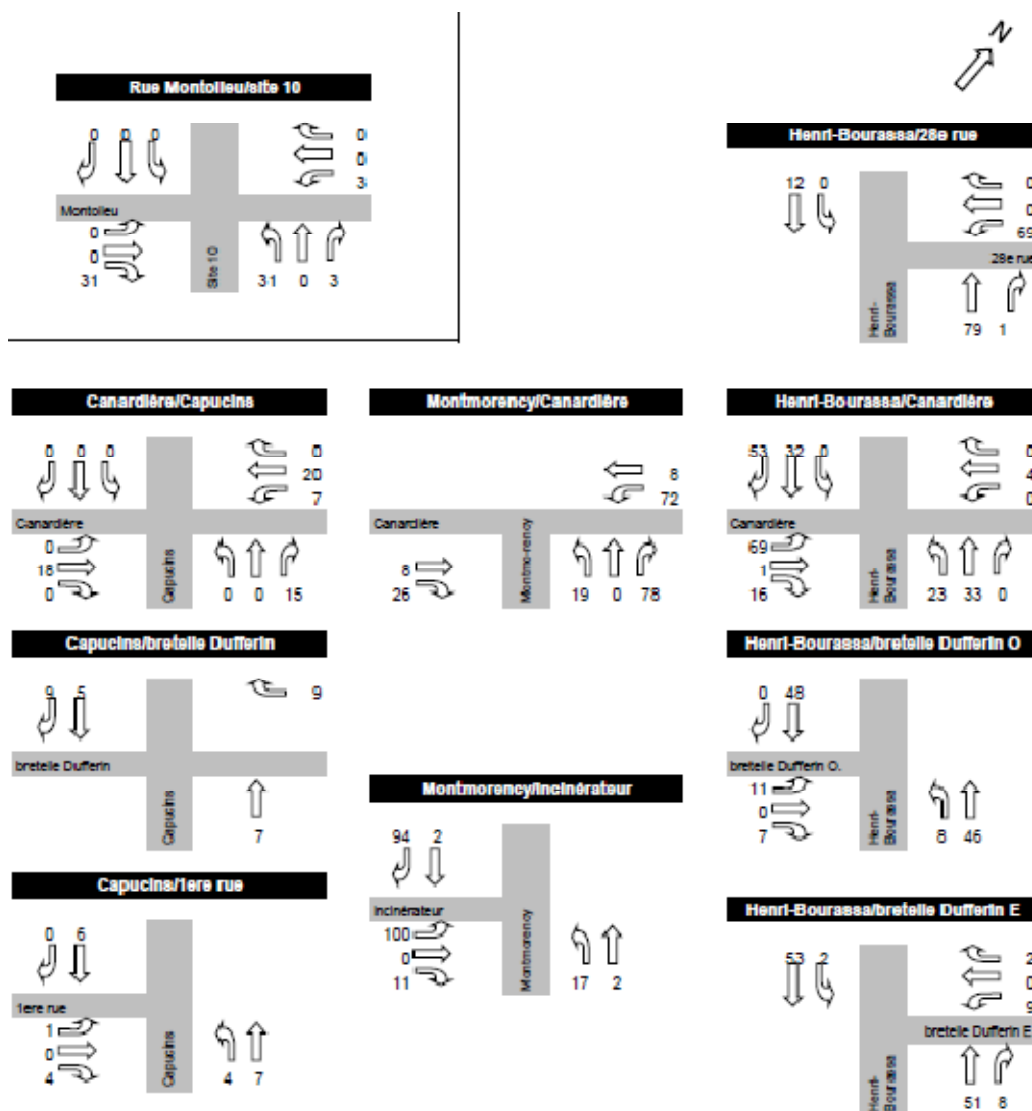 N
Rue Montolieu/site 10
0 0 0
0
0
3
Montolieu
0
0
31
Site 10
31 0 3
Henri-Bourassa/28e rue
12 0
0
0
69
28e rue
Henri-Bourassa
79 1
Canardière/Capucins
0 0 0
0
20
7
Canardière
0
18
0
Capucins
0 0 15
Montmorency/Canardière
8
72
Canardière
8
26
Montmo-rency
19 0 78
Henri-Bourassa/Canardière
53 32 0
0
4
0
Canardière
69
1
16
Henri-Bourassa
23 33 0
Capucins/bretelle Dufferin
9 5
9
bretelle Dufferin
Capucins
7
Henri-Bourassa/bretelle Dufferin O
0 48
bretelle Dufferin O.
11
0
7
Henri-Bourassa
8 46
Montmorency/Incinérateur
94 2
Incinérateur
100
0
11
Montmorency
17 2
Capucins/1ere rue
0 6
1ere rue
1
0
4
Capucins
4 7
Henri-Bourassa/bretelle Dufferin E
53 2
2
0
9
bretelle Dufferin E
Henri-Bourassa
51 8